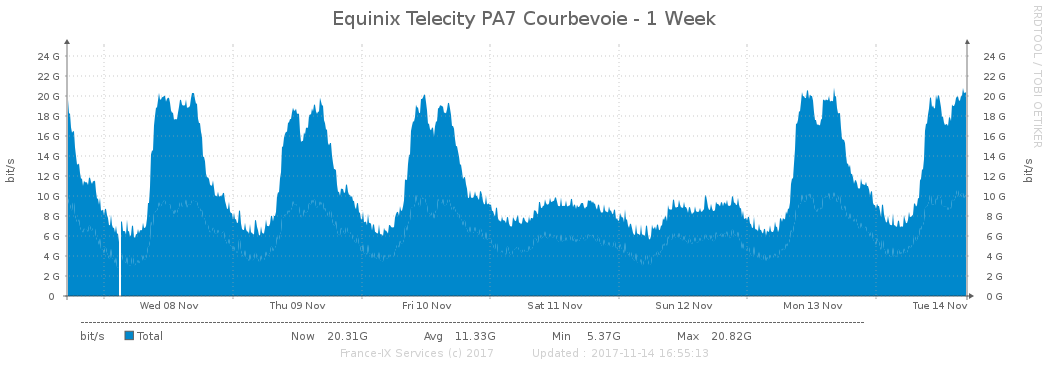 Equinix Telecity PA7 Courbevoie - 1 Week
RRDTOOL / TOBI OETIKER
bit/s
24 G 24 G
22 G 22 G
20 G 20 G
18 G 18 G
16 G 16 G
14 G 14 G
12 G 12 G
10 G 10 G
8 G 8 G
6 G 6 G
4 G 4 G
2 G 2 G
0 0 G
bit/s
Wed 08 Nov Thu 09 Nov Fri 10 Nov Sat 11 Nov Sun 12 Nov Mon 13 Nov Tue 14 Nov
bit/s Total Now 20.31G Avg 11.33G Min 5.37G Max 20.82G
France-IX Services (c) 2017 Updated : 2017-11-14 16:55:13